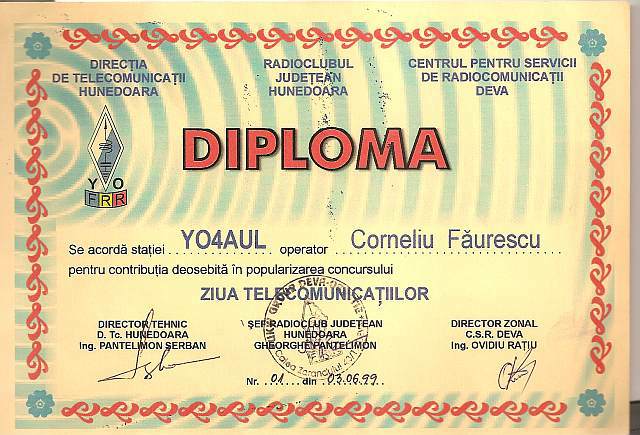 DIRECȚIA
DE TELECOMUNICAȚII
HUNEDOARA
RADIOCLUBUL
JUDEȚEAN
HUNEDOARA
CENTRUL PENTRU SERVICII
DE RADIOCOMUNICAȚII
DEVA
DIPLOMA
Y O
FRR
Se acordă stației YO4AUL operator Corneliu Făurescu
pentru contribuția deosebită în popularizarea concursului
ZIUA TELECOMUNICAȚIILOR
DIRECTOR TEHNIC
D. Tc. HUNEDOARA
Ing. PANTELIMON ȘERBAN
ȘEF RADIOCLUB JUDEȚEAN
HUNEDOARA
GHEORGHE PANTELIMON
DIRECTOR ZONAL
C.S.R. DEVA
Ing. OVIDIU RAȚIU
Calea Zarandului
Nr. 01 din 03.06.99